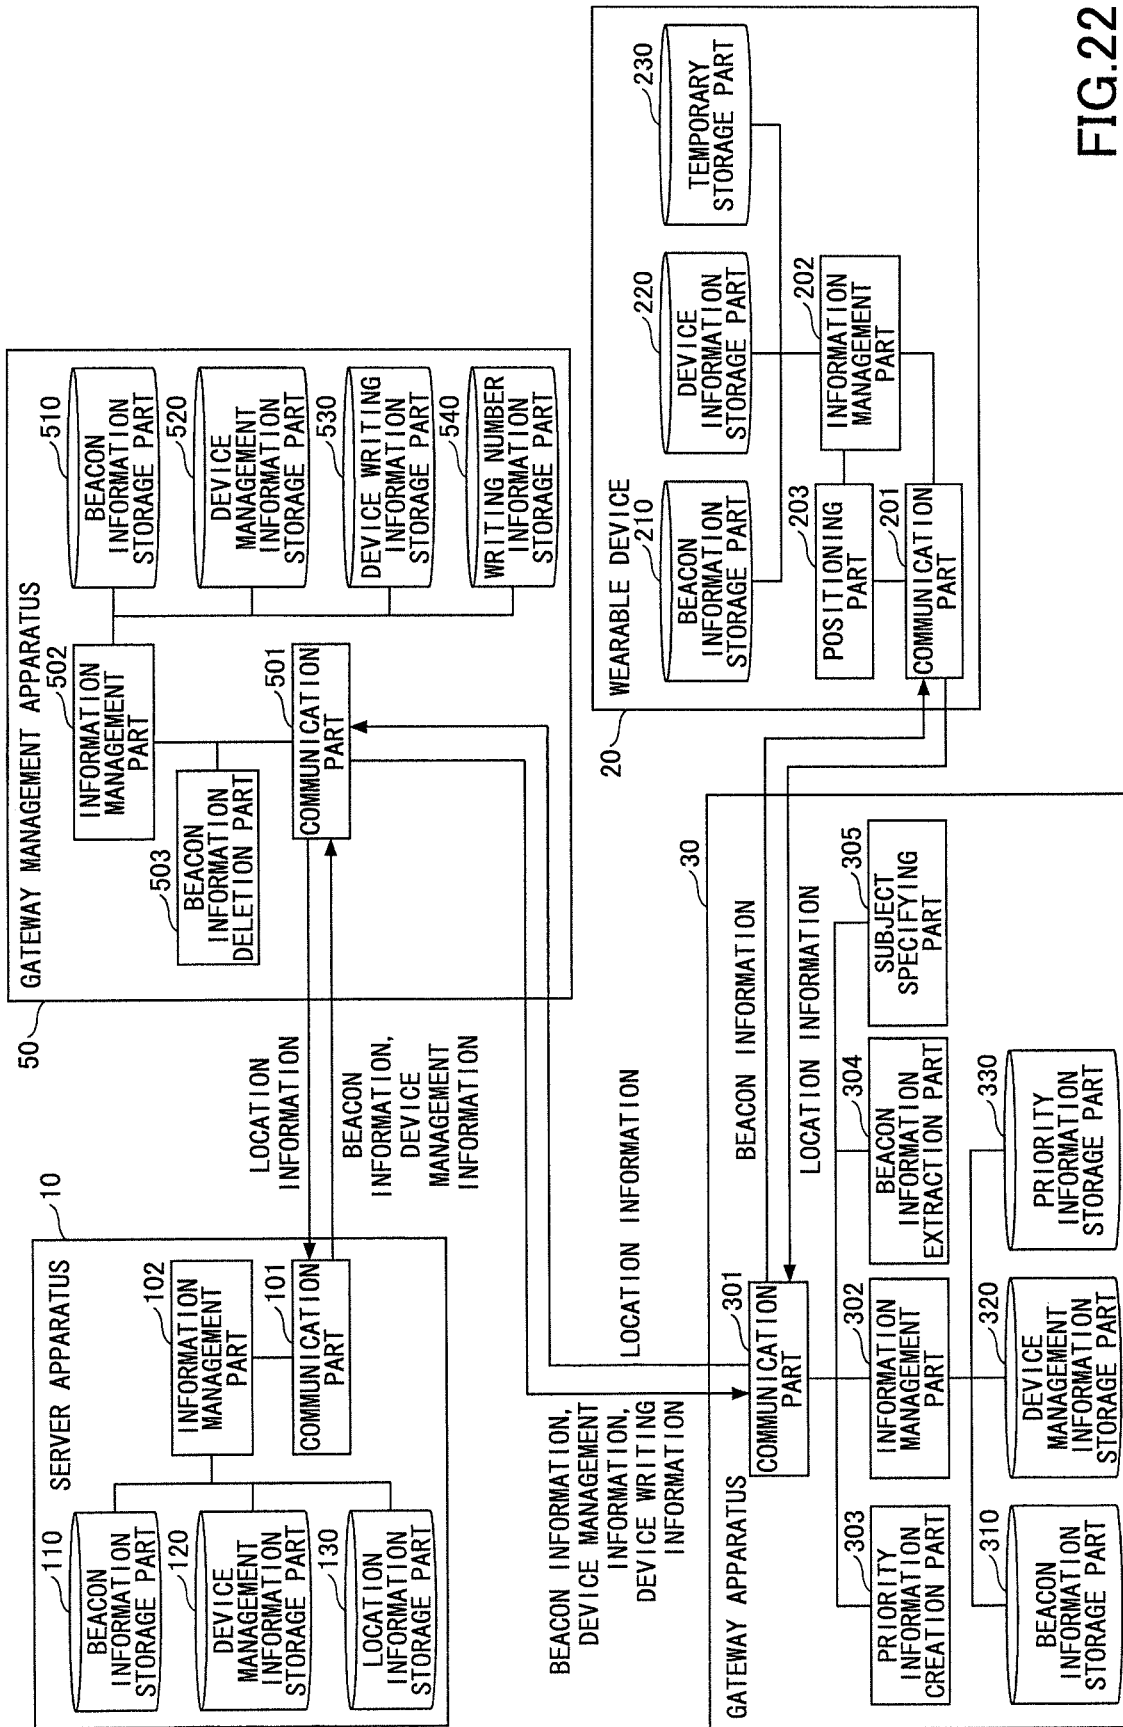 SERVER APPARATUS
10
110
BEACON
INFORMATION
STORAGE PART
120
DEVICE
MANAGEMENT
INFORMATION
STORAGE PART
130
LOCATION
INFORMATION
STORAGE PART
102
INFORMATION
MANAGEMENT
PART
101
COMMUNICATION
PART
LOCATION
INFORMATION
BEACON
INFORMATION,
DEVICE
MANAGEMENT
INFORMATION
50
GATEWAY MANAGEMENT APPARATUS
503
BEACON
INFORMATION
DELETION PART
502
INFORMATION
MANAGEMENT
PART
501
COMMUNICATION
PART
510
BEACON
INFORMATION
STORAGE PART
520
DEVICE
MANAGEMENT
INFORMATION
STORAGE PART
530
DEVICE WRITING
INFORMATION
STORAGE PART
540
WRITING NUMBER
INFORMATION
STORAGE PART
LOCATION INFORMATION
BEACON INFORMATION,
DEVICE MANAGEMENT
INFORMATION,
DEVICE WRITING
INFORMATION
GATEWAY APPARATUS
30
301
COMMUNICATION
PART
BEACON INFORMATION
LOCATION INFORMATION
303
PRIORITY
INFORMATION
CREATION PART
302
INFORMATION
MANAGEMENT
PART
304
BEACON
INFORMATION
EXTRACTION PART
305
SUBJECT
SPECIFYING
PART
310
BEACON
INFORMATION
STORAGE PART
320
DEVICE
MANAGEMENT
INFORMATION
STORAGE PART
330
PRIORITY
INFORMATION
STORAGE PART
20
WEARABLE DEVICE
210
BEACON
INFORMATION
STORAGE PART
220
DEVICE
INFORMATION
STORAGE PART
230
TEMPORARY
STORAGE PART
203
POSITIONING
PART
202
INFORMATION
MANAGEMENT
PART
201
COMMUNICATION
PART
FIG.22